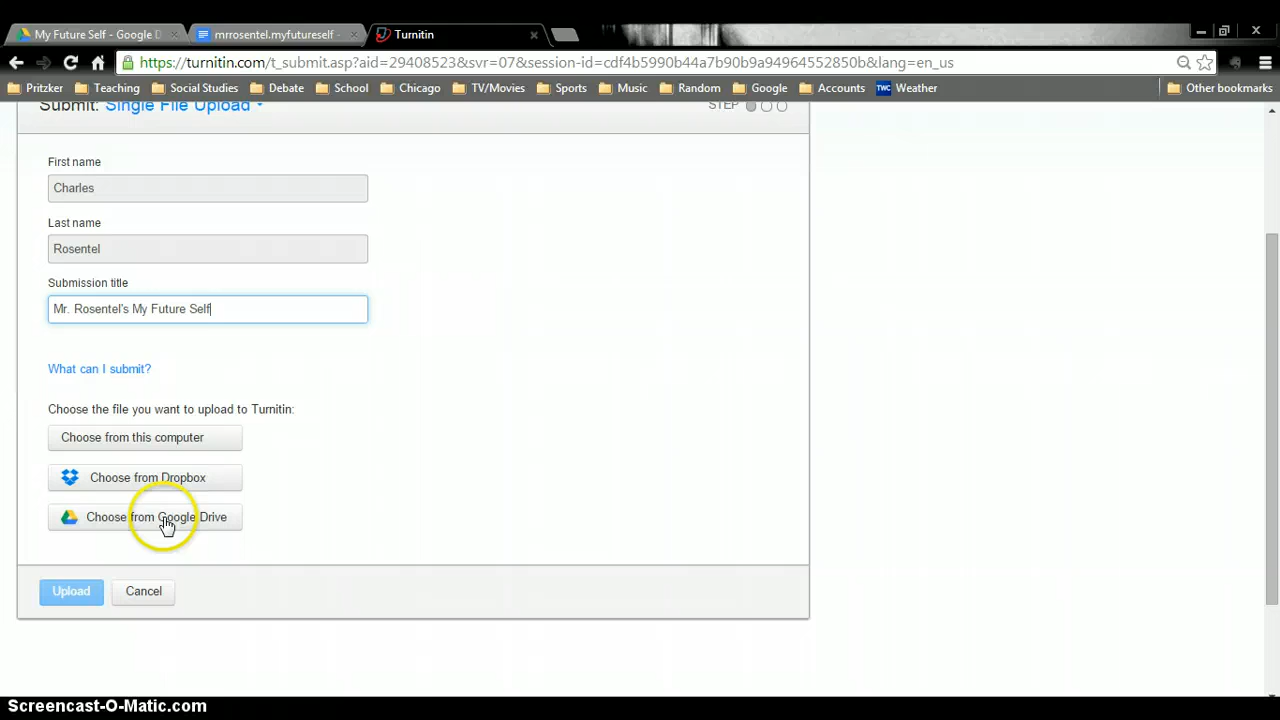 My Future Self - Google D
mrrosentel.myfutureself -
Turnitin
https://turnitin.com/t_submit.asp?aid=29408523&svr=07&session-id=cdf4b5990b44a7b90b9a94964552850b&lang=en_us
Pritzker Teaching Social Studies Debate School Chicago TV/Movies Sports Music Random Google Accounts TWC Weather Other bookmarks
Submit: Single File Upload STEP
First name
Charles
Last name
Rosentel
Submission title
Mr. Rosentel's My Future Self
What can I submit?
Choose the file you want to upload to Turnitin:
Choose from this computer
Choose from Dropbox
Choose from Google Drive
Upload Cancel
Screencast-O-Matic.com